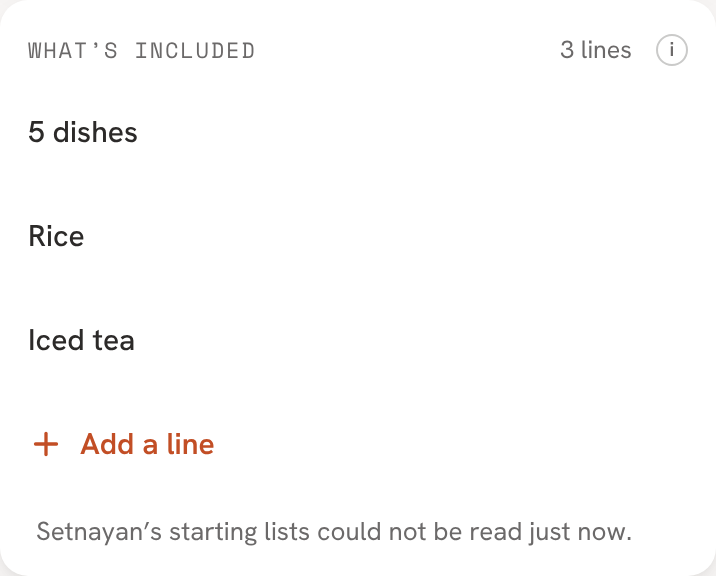 WHAT’S INCLUDED
3 lines
i
5 dishes
Rice
Iced tea
+ Add a line
Setnayan’s starting lists could not be read just now.